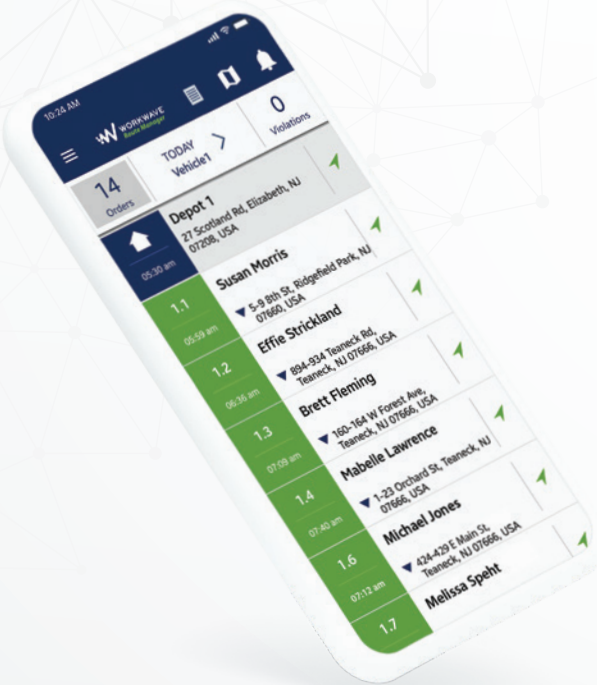 10:24 AM
WORKWAVE
Route Manager
14
Orders
TODAY
Vehicle1
0
Violations
05:30 am
Depot 1
27 Scotland Rd, Elizabeth, NJ
07208, USA
1.1
05:59 am
Susan Morris
5-9 8th St, Ridgefield Park, NJ
07660, USA
1.2
06:36 am
Effie Strickland
894-934 Teaneck Rd,
Teaneck, NJ 07666, USA
1.3
07:09 am
Brett Fleming
160-164 W Forest Ave,
Teaneck, NJ 07666, USA
1.4
07:40 am
Mabelle Lawrence
1-23 Orchard St, Teaneck, NJ
07666, USA
1.6
07:12 am
Michael Jones
424-429 E Main St,
Teaneck, NJ 07666, USA
1.7
Melissa Speht